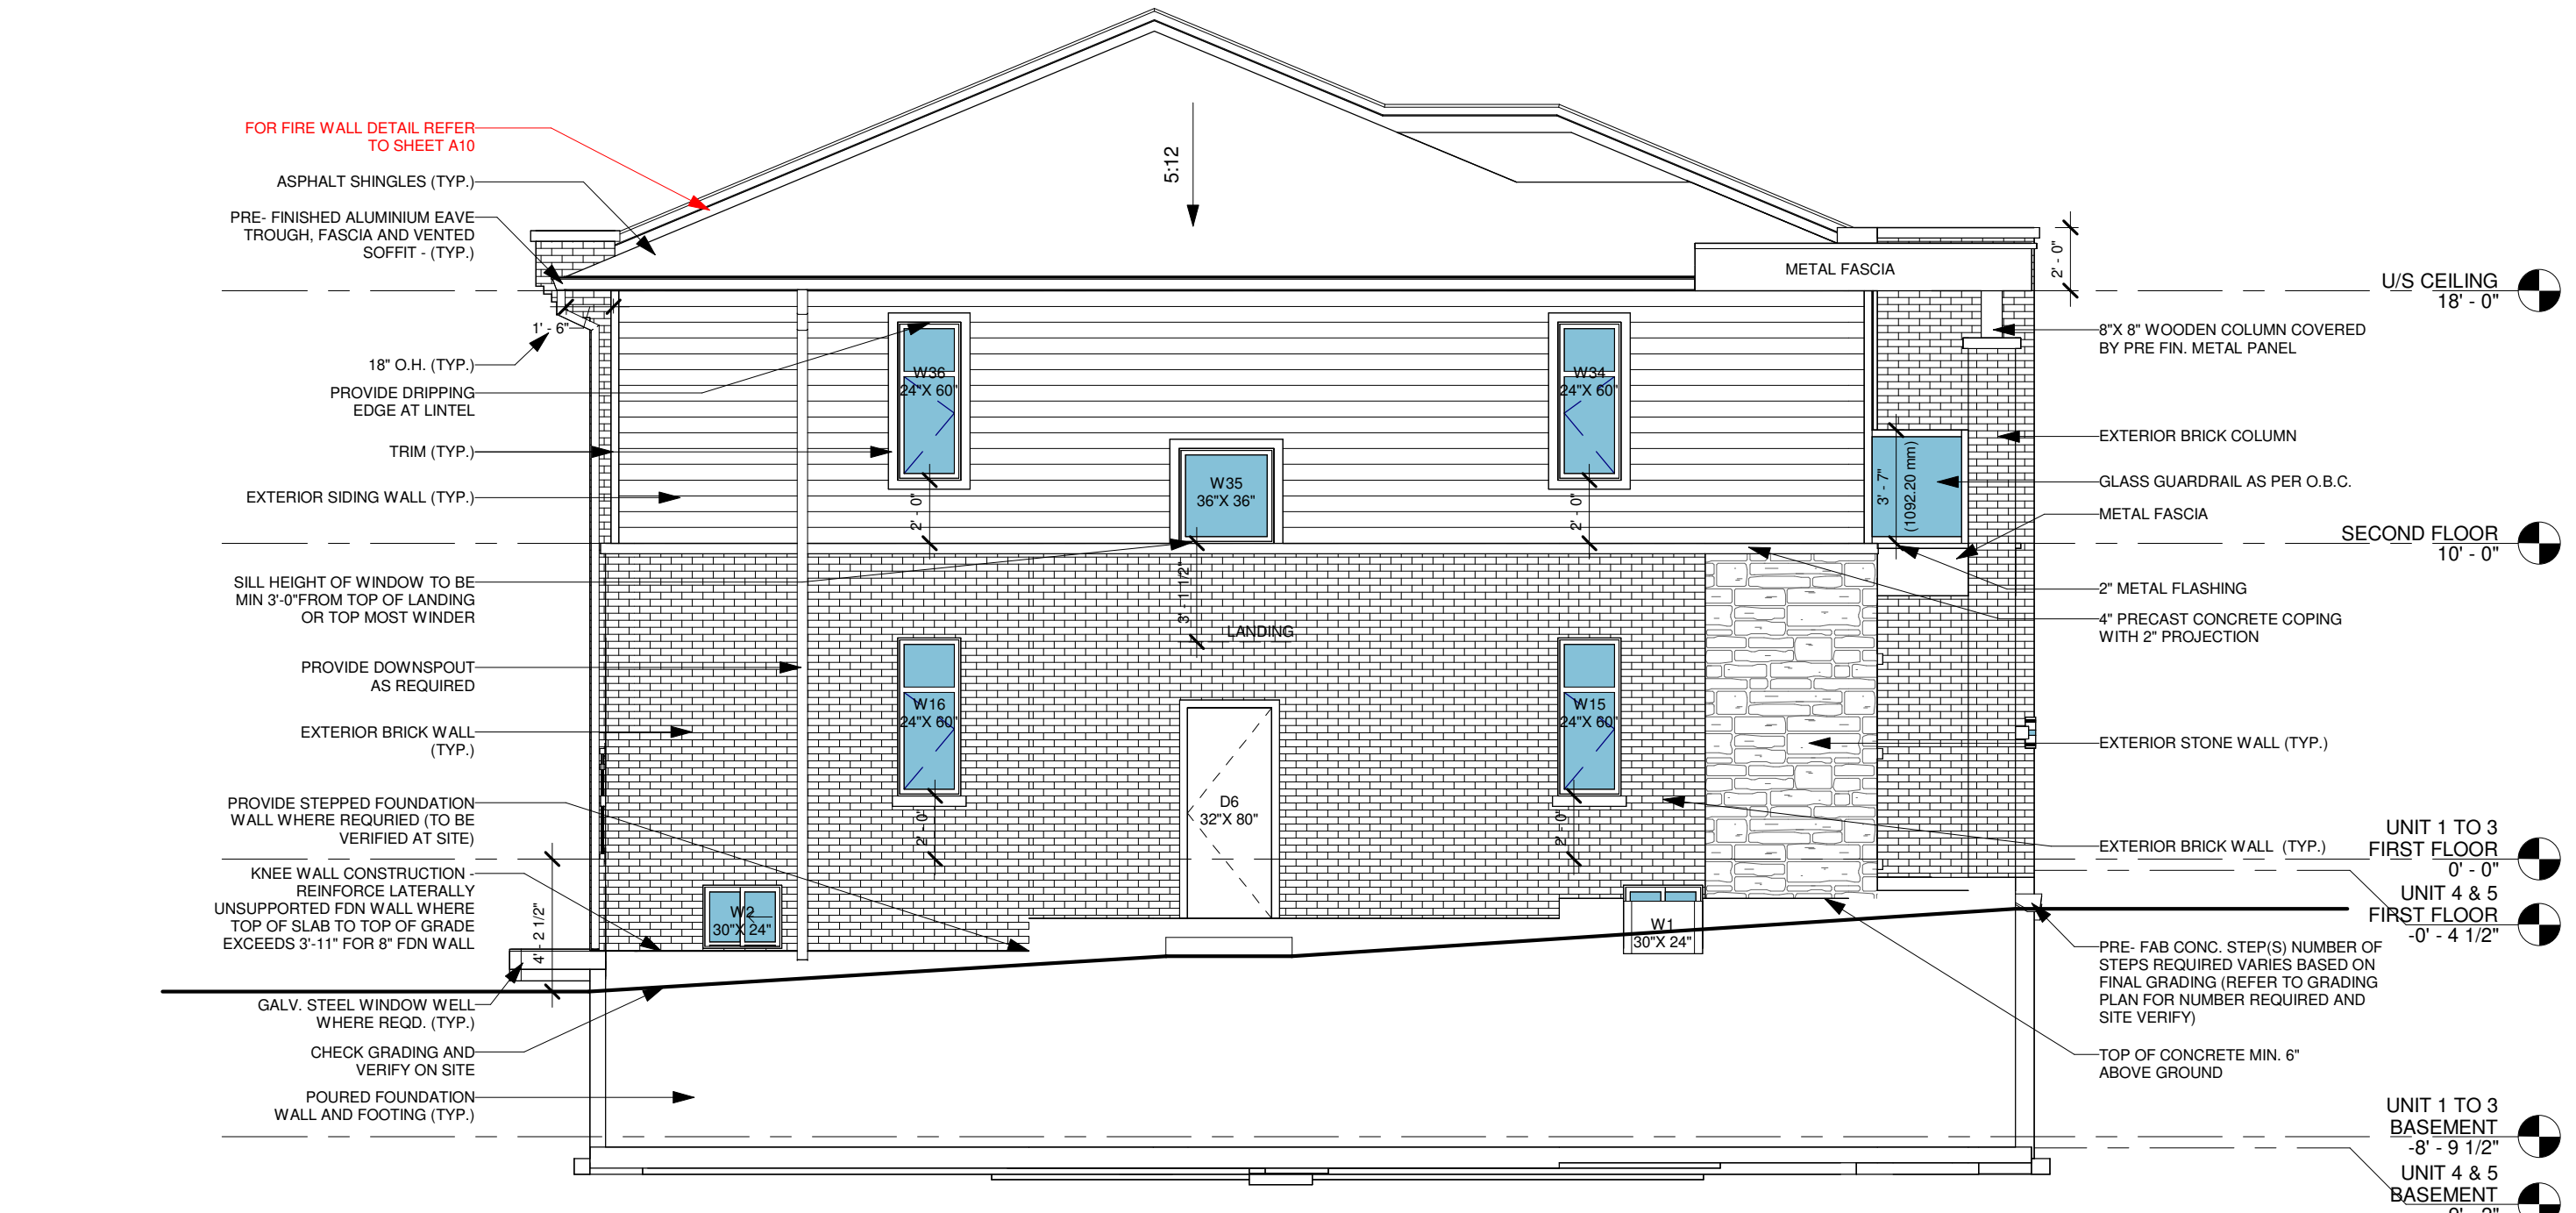 FOR FIRE WALL DETAIL REFER
TO SHEET A10
ASPHALT SHINGLES (TYP.)
PRE- FINISHED ALUMINIUM EAVE
TROUGH, FASCIA AND VENTED
SOFFIT - (TYP.)
1' - 6"
18" O.H. (TYP.)
PROVIDE DRIPPING
EDGE AT LINTEL
TRIM (TYP.)
EXTERIOR SIDING WALL (TYP.)
SILL HEIGHT OF WINDOW TO BE
MIN 3'-0"FROM TOP OF LANDING
OR TOP MOST WINDER
PROVIDE DOWNSPOUT
AS REQUIRED
EXTERIOR BRICK WALL
(TYP.)
PROVIDE STEPPED FOUNDATION
WALL WHERE REQURIED (TO BE
VERIFIED AT SITE)
KNEE WALL CONSTRUCTION -
REINFORCE LATERALLY
UNSUPPORTED FDN WALL WHERE
TOP OF SLAB TO TOP OF GRADE
EXCEEDS 3'-11" FOR 8" FDN WALL
4' - 2 1/2"
GALV. STEEL WINDOW WELL
WHERE REQD. (TYP.)
CHECK GRADING AND
VERIFY ON SITE
POURED FOUNDATION
WALL AND FOOTING (TYP.)
5:12
METAL FASCIA
W36
24"X 60"
2' - 0"
W35
36"X 36"
3' - 1 1/2"
LANDING
W34
24"X 60"
2' - 0"
3' - 7"
(1092.20 mm)
W16
24"X 60"
2' - 0"
D6
32"X 80"
W15
24"X 60"
2' - 0"
W2
30"X 24"
W1
30"X 24"
2' - 0"
U/S CEILING
18' - 0"
8"X 8" WOODEN COLUMN COVERED
BY PRE FIN. METAL PANEL
EXTERIOR BRICK COLUMN
GLASS GUARDRAIL AS PER O.B.C.
METAL FASCIA
SECOND FLOOR
10' - 0"
2" METAL FLASHING
4" PRECAST CONCRETE COPING
WITH 2" PROJECTION
EXTERIOR STONE WALL (TYP.)
EXTERIOR BRICK WALL (TYP.)
UNIT 1 TO 3
FIRST FLOOR
0' - 0"
UNIT 4 & 5
FIRST FLOOR
-0' - 4 1/2"
PRE- FAB CONC. STEP(S) NUMBER OF
STEPS REQUIRED VARIES BASED ON
FINAL GRADING (REFER TO GRADING
PLAN FOR NUMBER REQUIRED AND
SITE VERIFY)
TOP OF CONCRETE MIN. 6"
ABOVE GROUND
UNIT 1 TO 3
BASEMENT
-8' - 9 1/2"
UNIT 4 & 5
BASEMENT